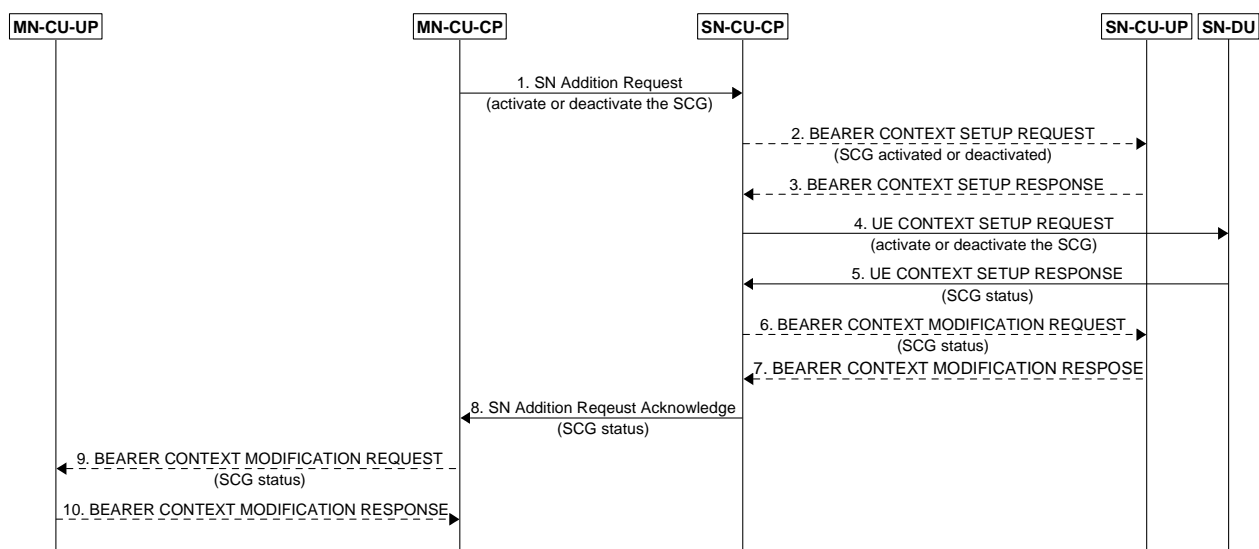 MN-CU-UP
MN-CU-CP
SN-CU-CP
SN-CU-UP
SN-DU
1. SN Addition Request
(activate or deactivate the SCG)
2. BEARER CONTEXT SETUP REQUEST
(SCG activated or deactivated)
3. BEARER CONTEXT SETUP RESPONSE
4. UE CONTEXT SETUP REQUEST
(activate or deactivate the SCG)
5. UE CONTEXT SETUP RESPONSE
(SCG status)
6. BEARER CONTEXT MODIFICATION REQUEST
(SCG status)
7. BEARER CONTEXT MODIFICATION RESPOSE
8. SN Addition Reqeust Acknowledge
(SCG status)
9. BEARER CONTEXT MODIFICATION REQUEST
(SCG status)
10. BEARER CONTEXT MODIFICATION RESPONSE